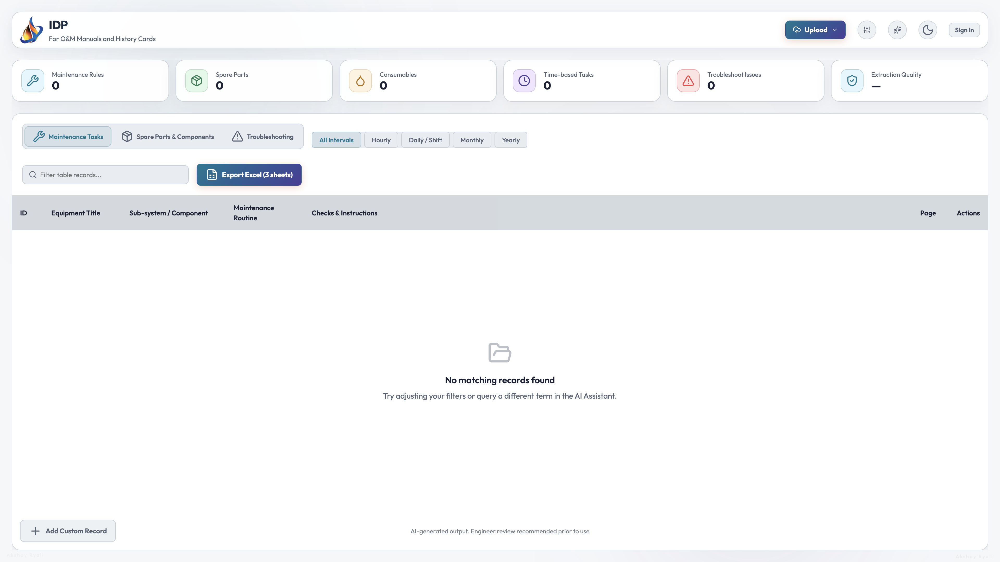 IDP
For O&M Manuals and History Cards
Upload
Sign in
Maintenance Rules
0
Spare Parts
0
Consumables
0
Time-based Tasks
0
Troubleshoot Issues
0
Extraction Quality
—
Maintenance Tasks
Spare Parts & Components
Troubleshooting
All Intervals
Hourly
Daily / Shift
Monthly
Yearly
Filter table records...
Export Excel (3 sheets)
ID
Equipment Title
Sub-system / Component
Maintenance
Routine
Checks & Instructions
Page
Actions
No matching records found
Try adjusting your filters or query a different term in the AI Assistant.
Add Custom Record
AI-generated output. Engineer review recommended prior to use
Akshay Ryali
Akshay Ryali